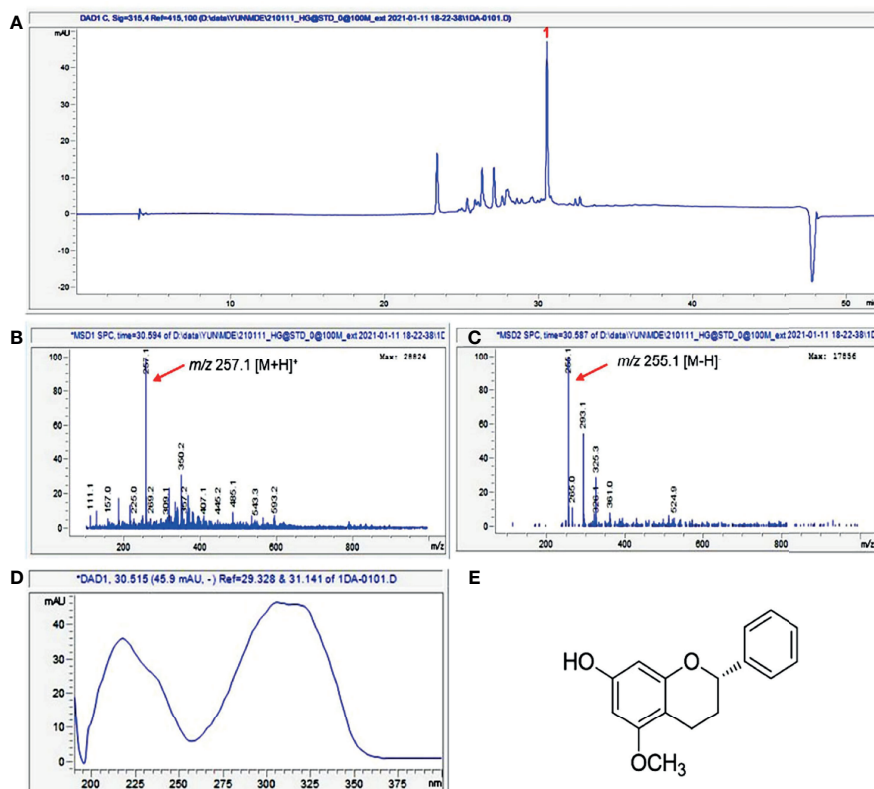 A
DAD1 C, Sig=315,4 Ref=415,100 (D:\data\YUN\MDE\210111_HG@STD_0@100M_ext 2021-01-11 18-22-38\1DA-0101.D)
mAU
1
40
30
20
10
0
-10
-20
10 20 30 40
B
*MSD1 SPC, time=30.594 of D:\data\YUN\MDE\210111_HG@STD_0@100M_ext 2021-01-11 18-22-38\1D
100
80
60
40
20
0
m/z 257.1 [M+H]+
Max: 28824
257.1
350.2
111.1
157.0
225.0
269.2
309.1
407.1
445.2
485.1
543.3
593.2
200 400 600 800
m/z
C
*MSD2 SPC, time=30.587 of D:\data\YUN\MDE\210111_HG@STD_0@100M_ext 2021-01-11 18-22-38\1D
100
80
60
40
20
0
m/z 255.1 [M-H]
Max: 17856
255.1
293.1
325.3
265.0
326.1
361.0
524.9
200 400 600 800
m/z
D
*DAD1, 30.515 (45.9 mAU, -) Ref=29.328 & 31.141 of 1DA-0101.D
mAU
40
30
20
10
0
200 225 250 275 300 325 350 375 nm
E
HO
O
OCH3